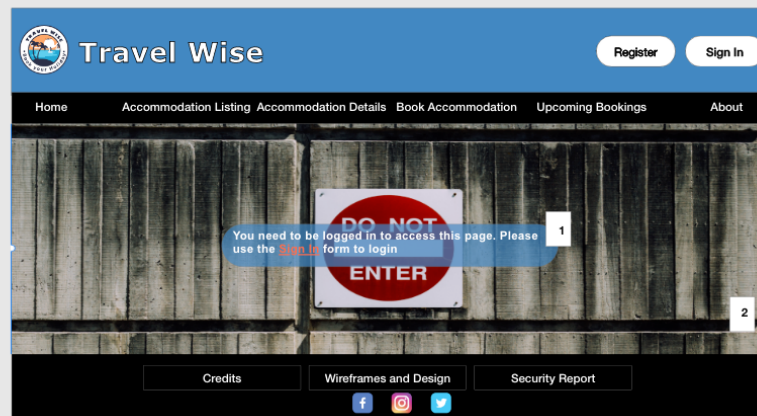 TRAVEL WISE
Travel Wise
Register
Sign In
Home
Accommodation Listing
Accommodation Details
Book Accommodation
Upcoming Bookings
About
DO NOT
You need to be logged in to access this page. Please
use the Sign In form to login
ENTER
1
2
Credits
Wireframes and Design
Security Report